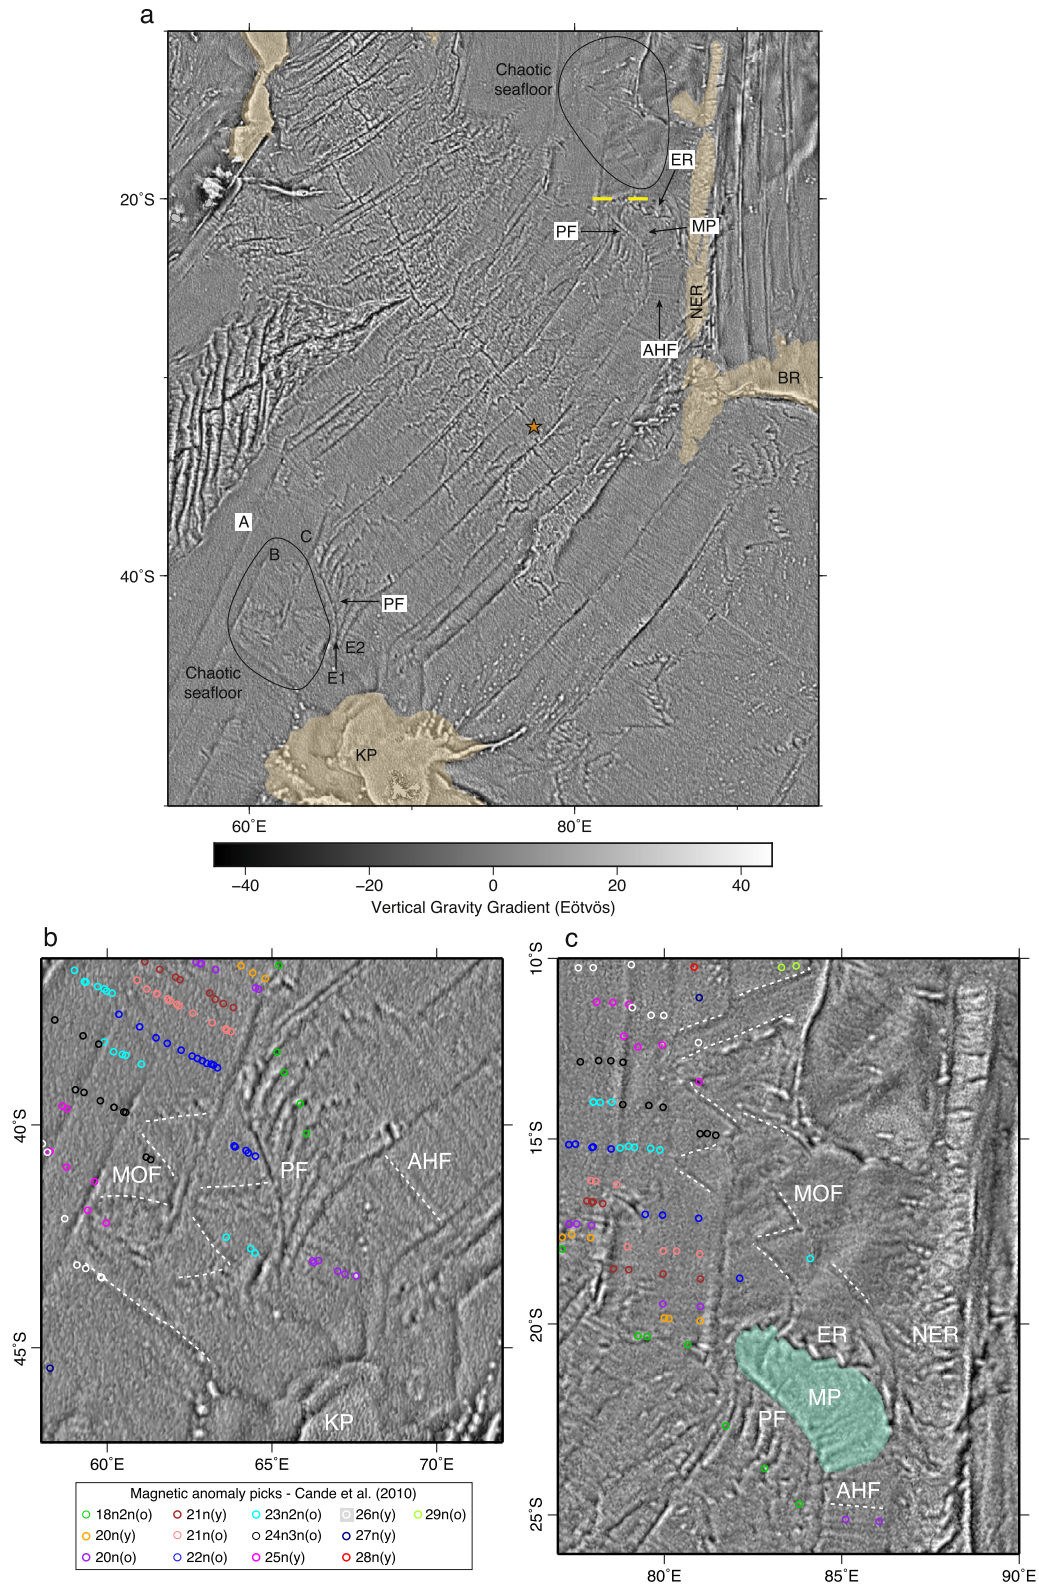 a
Chaotic
seafloor
ER
20°S
PF
MP
NER
AHF
BR
A
C
B
40°S
PF
E2
E1
Chaotic
seafloor
KP
60°E
80°E
−40
−20
0
20
40
Vertical Gravity Gradient (Eötvös)
b
40°S
45°S
MOF
PF
AHF
KP
60°E
65°E
70°E
c
10°S
15°S
20°S
25°S
MOF
ER
NER
MP
PF
AHF
80°E
85°E
90°E
Magnetic anomaly picks - Cande et al. (2010)
18n2n(o) 21n(y) 23n2n(o) 26n(y) 29n(o)
20n(y) 21n(o) 24n3n(o) 27n(y)
20n(o) 22n(o) 25n(y) 28n(y)